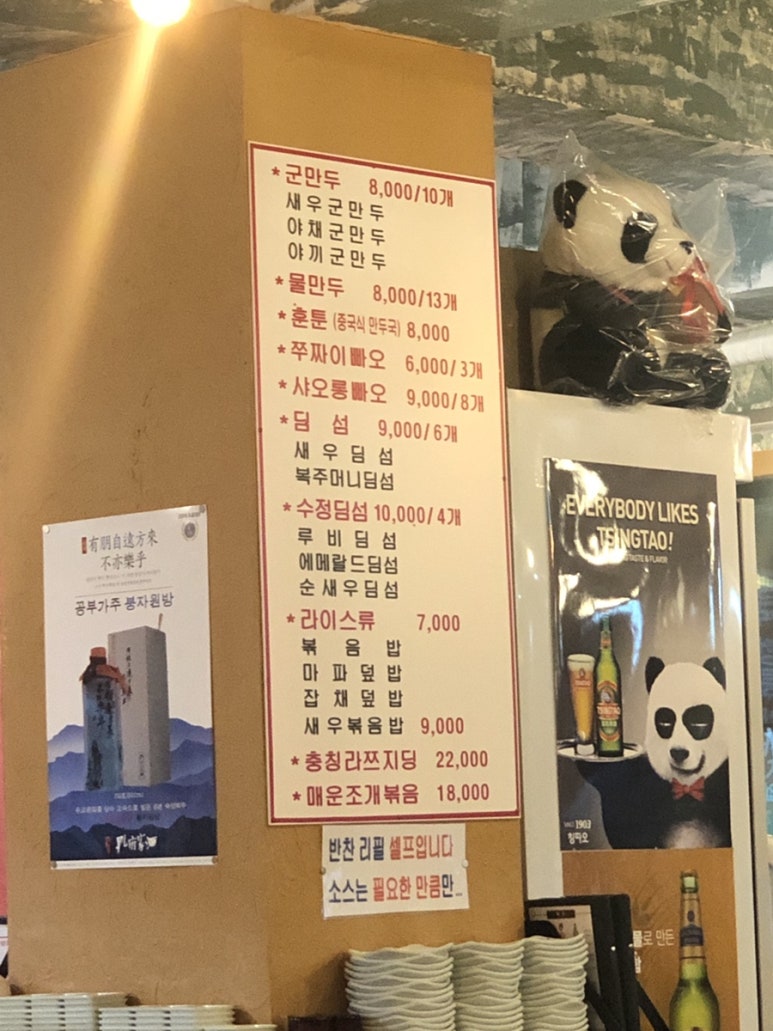 *군만두 8,000/10개
새우군만두
야채군만두
야끼군만두
*물만두 8,000/13개
*훈툰(중국식 만두국) 8,000
*쭈짜이빠오 6,000/3개
*샤오롱빠오 9,000/8개
*딤 섬 9,000/6개
새우딤섬
복주머니딤섬
*수정딤섬 10,000/4개
루비딤섬
에메랄드딤섬
순새우딤섬
*라이스류 7,000
볶음밥
마파덮밥
잡채덮밥
새우볶음밥 9,000
*충칭라쯔지딩 22,000
*매운조개볶음 18,000
반찬 리필 셀프입니다
소스는 필요한 만큼만...
有朋自遠方來
不亦樂乎
공부가주 붕자원방
EVERYBODY LIKES
TSINGTAO!
TASTE & FLAVOR
TSINGTAO
SINCE 1903
칭따오
로 만든